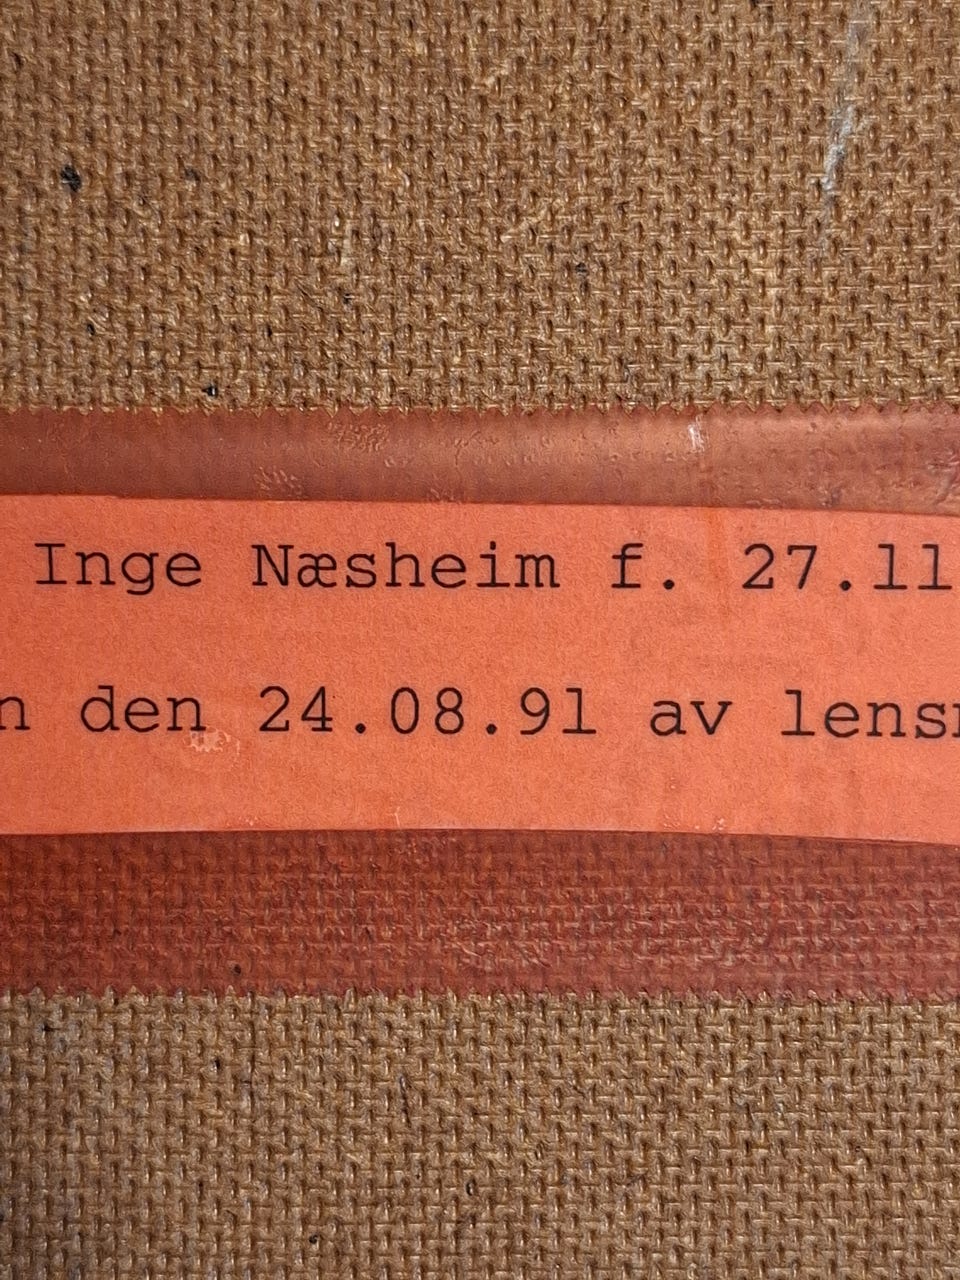 Inge Næsheim f. 27.11
n den 24.08.91 av lens